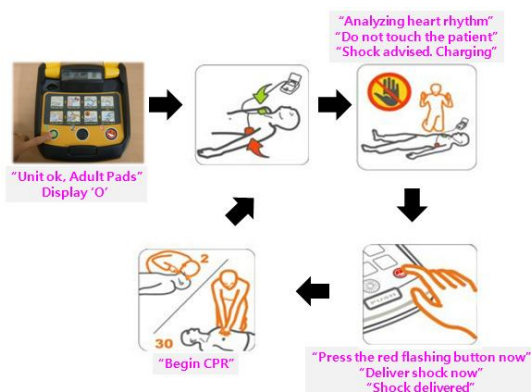 “Analyzing heart rhythm”
“Do not touch the patient”
“Shock advised. Charging”
“Unit ok, Adult Pads”
Display ‘O’
2
30
“Begin CPR”
“Press the red flashing button now”
“Deliver shock now”
“Shock delivered”